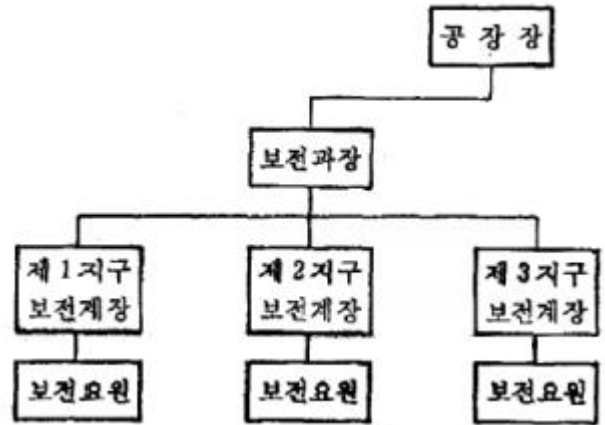 공 장 장
보전과장
제 1 지구
보전계장
제 2 지구
보전계장
제 3 지구
보전계장
보전요원
보전요원
보전요원